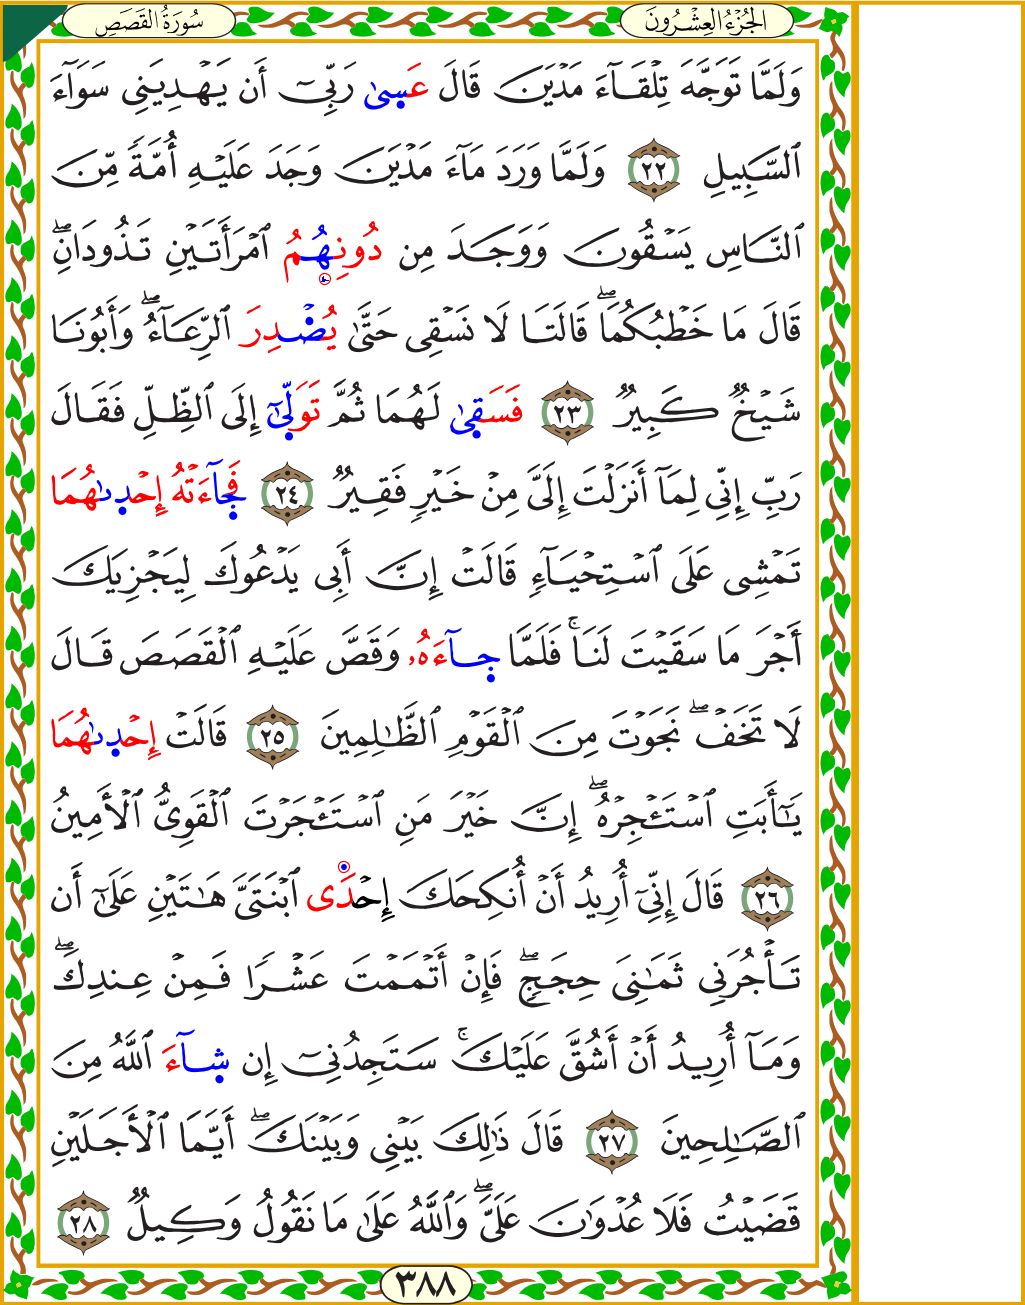 سُورَةُ القَصَصِ
الجُزْءُ العِشْرُونَ
وَلَمَّا تَوَجَّهَ تِلْقَآءَ مَدْيَنَ قَالَ عَسٜىٰ رَبِّىٓ أَن يَهْدِيَنِى سَوَآءَ
ٱلسَّبِيلِ ٢٢ وَلَمَّا وَرَدَ مَآءَ مَدْيَنَ وَجَدَ عَلَيْهِ أُمَّةً مِّنَ
ٱلنَّاسِ يَسْقُونَ وَوَجَدَ مِن دُونِهُمُ ٱمْرَأَتَيْنِ تَذُودَانِۖ
قَالَ مَا خَطْبُكُمَاۖ قَالَتَا لَا نَسْقِى حَتَّىٰ يُصْدِرَ ٱلرِّعَآءُۖ وَأَبُونَا
شَيْخٌ كَبِيرٌ ٢٣ فَسَقٜىٰ لَهُمَا ثُمَّ تَوَلّٜىٰٓ إِلَى ٱلظِّلِّ فَقَالَ
رَبِّ إِنِّى لِمَآ أَنزَلْتَ إِلَىَّ مِنْ خَيْرٍ فَقِيرٌ ٢٤ فَجٜآءَتْهُ إِحْدٜىٰهُمَا
تَمْشِى عَلَى ٱسْتِحْيَآءٍ قَالَتْ إِنَّ أَبِى يَدْعُوكَ لِيَجْزِيَكَ
أَجْرَ مَا سَقَيْتَ لَنَاۚ فَلَمَّا جٜآءَهُۥ وَقَصَّ عَلَيْهِ ٱلْقَصَصَ قَالَ
لَا تَخَفْۖ نَجَوْتَ مِنَ ٱلْقَوْمِ ٱلظَّٰلِمِينَ ٢٥ قَالَتْ إِحْدٜىٰهُمَا
يَٰٓأَبَتِ ٱسْتَـْٔجِرْهُۖ إِنَّ خَيْرَ مَنِ ٱسْتَـْٔجَرْتَ ٱلْقَوِىُّ ٱلْأَمِينُ
٢٦ قَالَ إِنِّىٓ أُرِيدُ أَنْ أُنكِحَكَ إِحْدَى ٱبْنَتَىَّ هَٰتَيْنِ عَلَىٰٓ أَن
تَأْجُرَنِى ثَمَٰنِىَ حِجَجٍۖ فَإِنْ أَتْمَمْتَ عَشْرًا فَمِنْ عِندِكَۖ
وَمَآ أُرِيدُ أَنْ أَشُقَّ عَلَيْكَۚ سَتَجِدُنِىٓ إِن شٜآءَ ٱللَّهُ مِنَ
ٱلصَّٰلِحِينَ ٢٧ قَالَ ذَٰلِكَ بَيْنِى وَبَيْنَكَۖ أَيَّمَا ٱلْأَجَلَيْنِ
قَضَيْتُ فَلَا عُدْوَٰنَ عَلَىَّۖ وَٱللَّهُ عَلَىٰ مَا نَقُولُ وَكِيلٌ ٢٨
٣٨٨